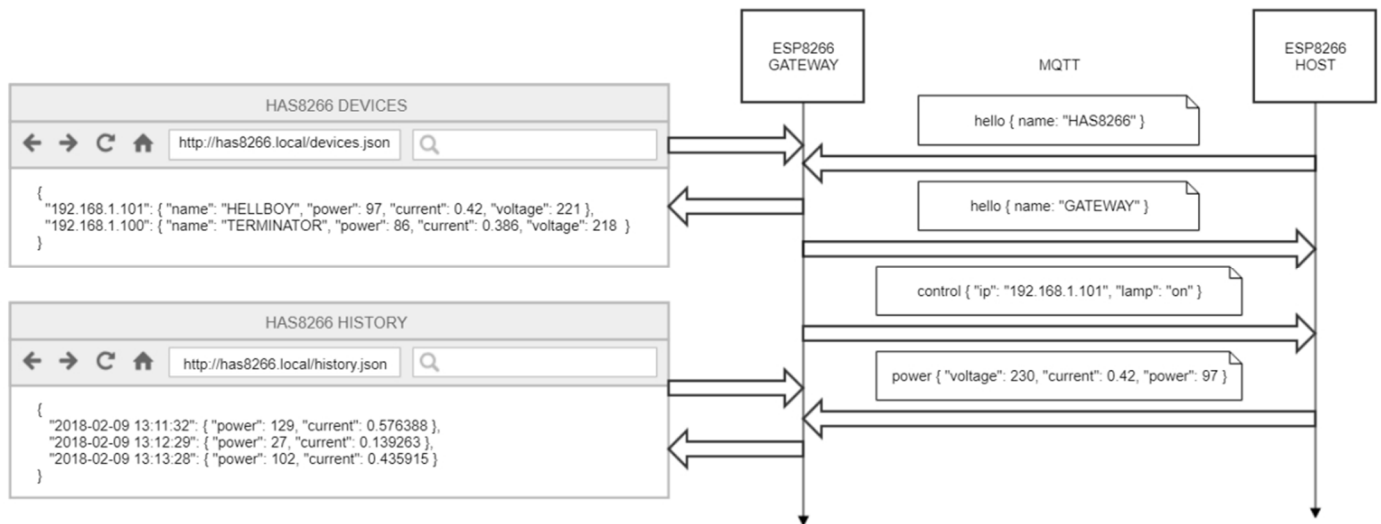 ESP8266
GATEWAY
MQTT
ESP8266
HOST
HAS8266 DEVICES
http://has8266.local/devices.json
{
"192.168.1.101": { "name": "HELLBOY", "power": 97, "current": 0.42, "voltage": 221 },
"192.168.1.100": { "name": "TERMINATOR", "power": 86, "current": 0.386, "voltage": 218 }
}
hello { name: "HAS8266" }
hello { name: "GATEWAY" }
control { "ip": "192.168.1.101", "lamp": "on" }
power { "voltage": 230, "current": 0.42, "power": 97 }
HAS8266 HISTORY
http://has8266.local/history.json
{
"2018-02-09 13:11:32": { "power": 129, "current": 0.576388 },
"2018-02-09 13:12:29": { "power": 27, "current": 0.139263 },
"2018-02-09 13:13:28": { "power": 102, "current": 0.435915 }
}